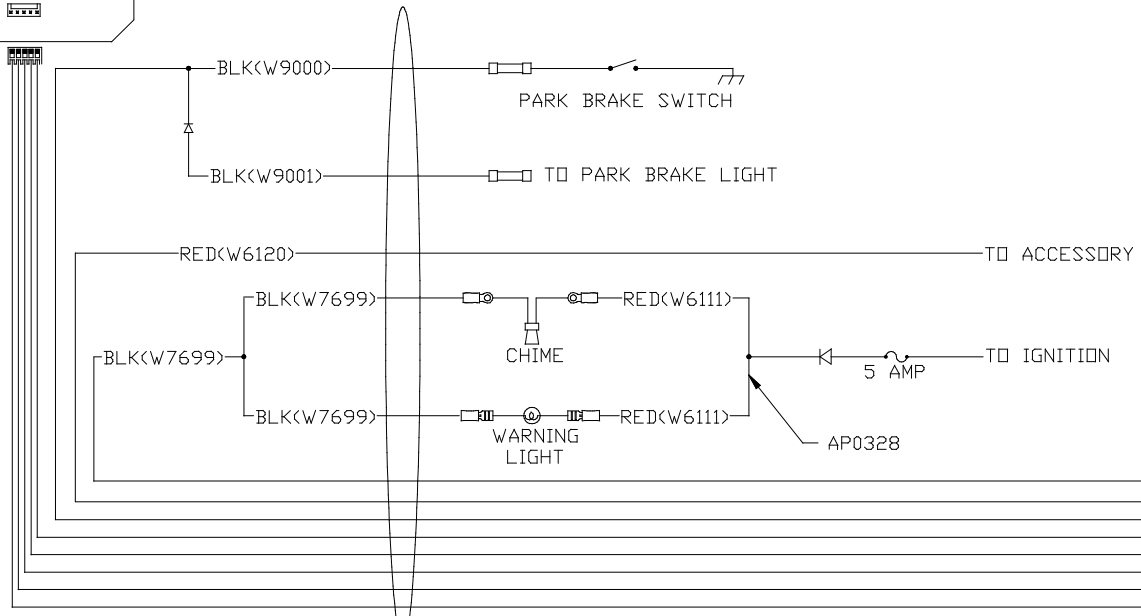 BLK(W9000)
PARK BRAKE SWITCH
BLK(W9001)
TO PARK BRAKE LIGHT
RED(W6120)
TO ACCESSORY
BLK(W7699)
RED(W6111)
CHIME
BLK(W7699)
TO IGNITION
5 AMP
BLK(W7699)
RED(W6111)
WARNING
LIGHT
AP0328